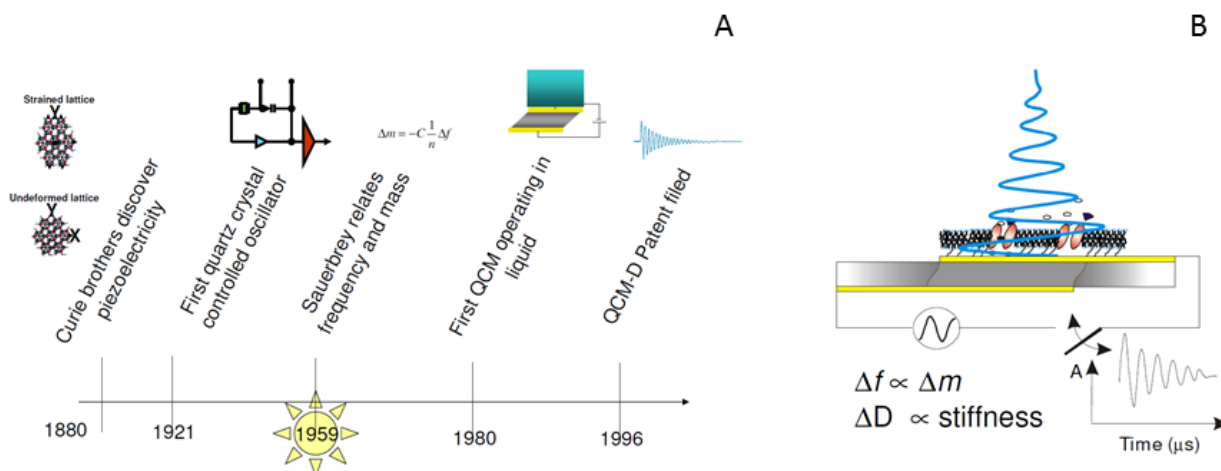 A
B
Strained lattice
Y
Undeformed lattice
Y
X
Δm = −C 1/n Δf
Curie brothers discover
piezoelectricity
First quartz crystal
controlled oscillator
Sauerbrey relates
frequency and mass
First QCM operating in
liquid
QCM-D Patent filed
1880
1921
1959
1980
1996
Δf ∝ Δm
ΔD ∝ stiffness
A
Time (μs)